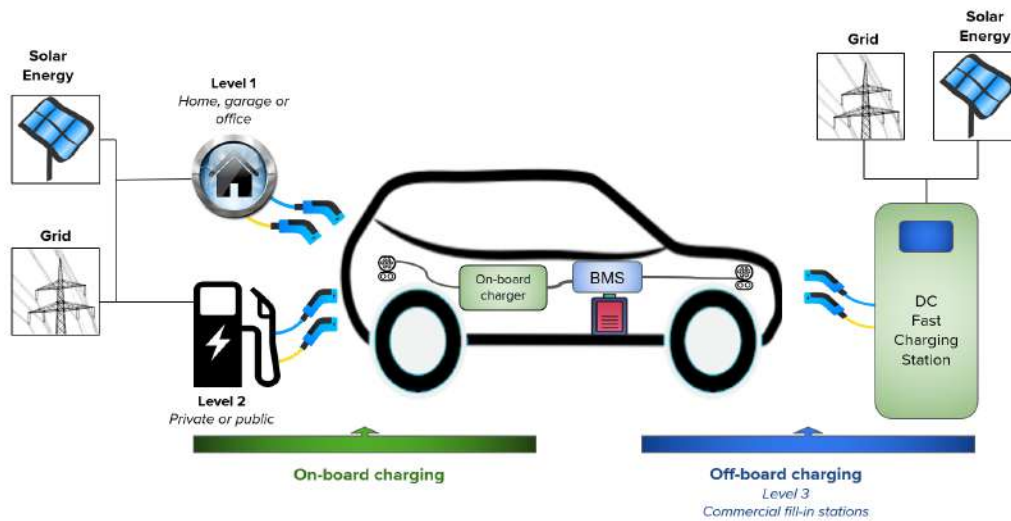 Solar
Energy
Level 1
Home, garage or
office
Grid
Level 2
Private or public
On-board
charger
BMS
Grid
Solar
Energy
DC
Fast
Charging
Station
On-board charging
Off-board charging
Level 3
Commercial fill-in stations